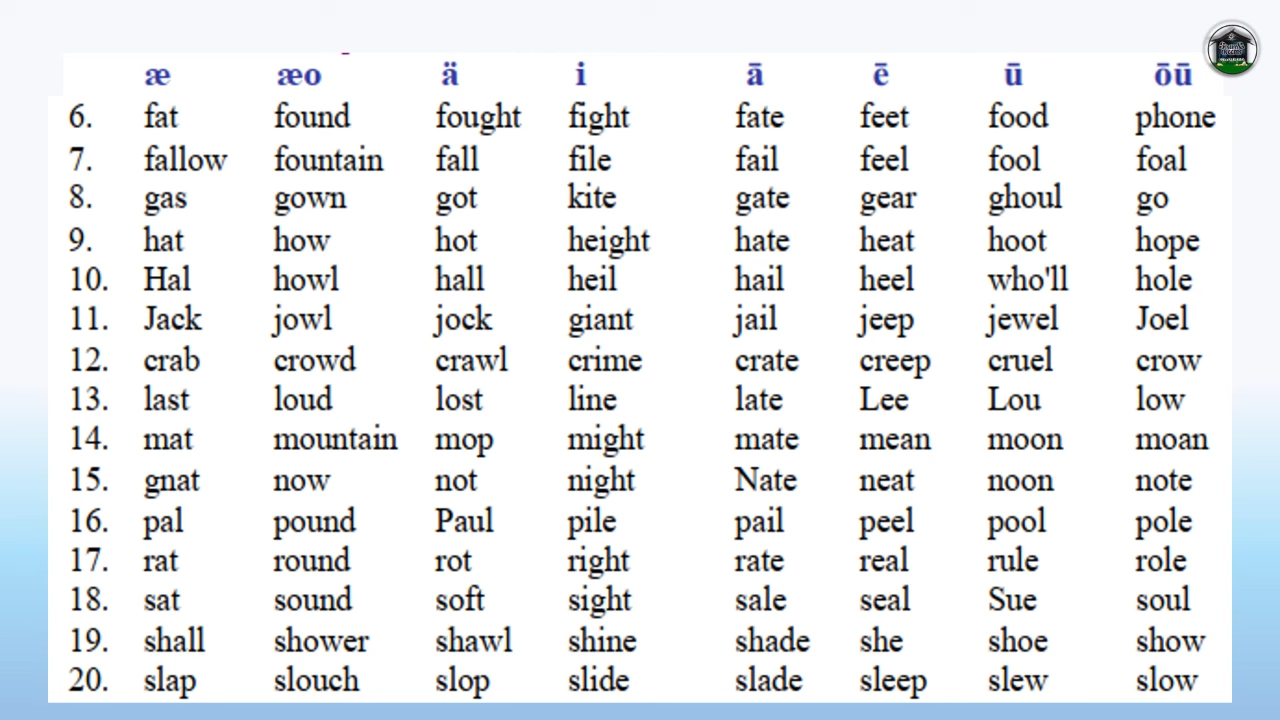 æ æo ä i ā ē ū ōū
6. fat found fought fight fate feet food phone
7. fallow fountain fall file fail feel fool foal
8. gas gown got kite gate gear ghoul go
9. hat how hot height hate heat hoot hope
10. Hal howl hall heil hail heel who'll hole
11. Jack jowl jock giant jail jeep jewel Joel
12. crab crowd crawl crime crate creep cruel crow
13. last loud lost line late Lee Lou low
14. mat mountain mop might mate mean moon moan
15. gnat now not night Nate neat noon note
16. pal pound Paul pile pail peel pool pole
17. rat round rot right rate real rule role
18. sat sound soft sight sale seal Sue soul
19. shall shower shawl shine shade she shoe show
20. slap slouch slop slide slade sleep slew slow